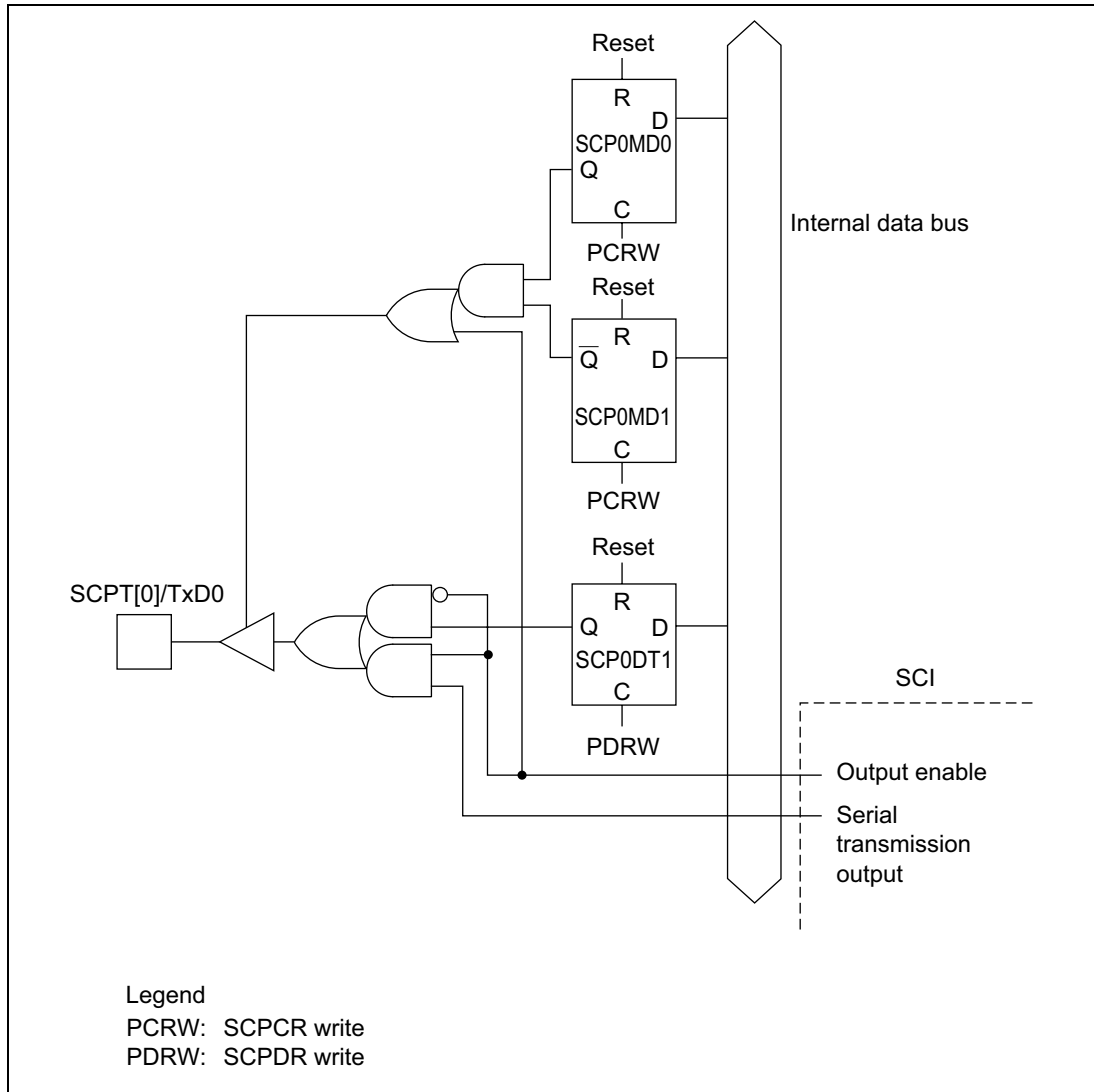 Reset
R
D
SCP0MD0
Q
C
PCRW
Internal data bus
Reset
R
Q̅
D
SCP0MD1
C
PCRW
Reset
SCPT[0]/TxD0
R
Q
D
SCP0DT1
C
PDRW
SCI
Output enable
Serial
transmission
output
Legend
PCRW: SCPCR write
PDRW: SCPDR write